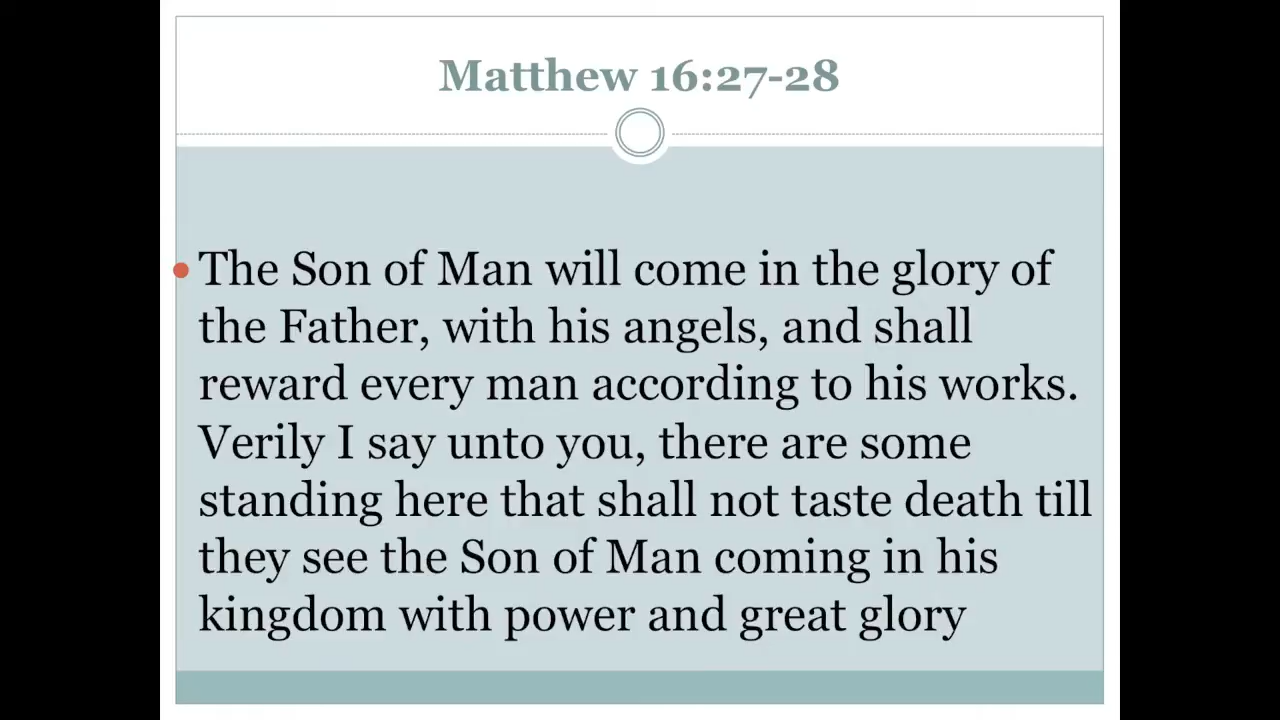 Matthew 16:27-28
The Son of Man will come in the glory of
the Father, with his angels, and shall
reward every man according to his works.
Verily I say unto you, there are some
standing here that shall not taste death till
they see the Son of Man coming in his
kingdom with power and great glory